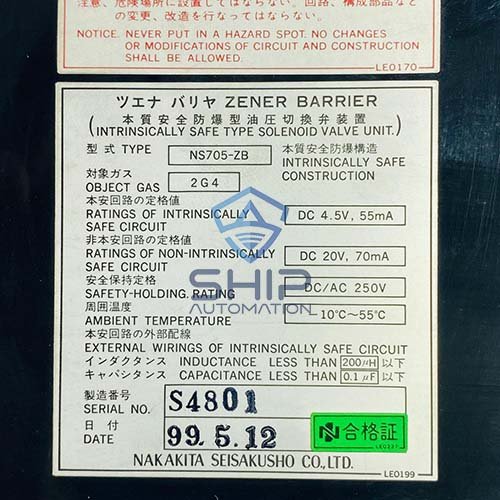 注意、危険場所に設置してはならない。回路、構成部品など
の変更、改造を行なってはならない。
NOTICE. NEVER PUT IN A HAZARD SPOT. NO CHANGES
OR MODIFICATIONS OF CIRCUIT AND CONSTRUCTION
SHALL BE ALLOWED.
LE0170
ツエナ バリヤ ZENER BARRIER
本質安全防爆型油圧切換弁装置
(INTRINSICALLY SAFE TYPE SOLENOID VALVE UNIT.)
型式 TYPE NS705-ZB 本質安全防爆構造
INTRINSICALLY SAFE
CONSTRUCTION
対象ガス
OBJECT GAS 2G4
本安回路の定格値
RATINGS OF INTRINSICALLY
SAFE CIRCUIT DC 4.5V, 55mA
非本安回路の定格値
RATINGS OF NON-INTRINSICALLY
SAFE CIRCUIT DC 20V, 70mA
安全保持定格
SAFETY-HOLDING RATING DC/AC 250V
周囲温度
AMBIENT TEMPERATURE -10℃~55℃
本安回路の外部配線
EXTERNAL WIRINGS OF INTRINSICALLY SAFE CIRCUIT
インダクタンス INDUCTANCE LESS THAN 200μH 以下
キャパシタンス CAPACITANCE LESS THAN 0.1μF 以下
製造番号
SERIAL NO. S4801
日付
DATE 99.5.12
合格証
LE0227
NAKAKITA SEISAKUSHO CO., LTD.
LE0199
SHIP
AUTOMATION